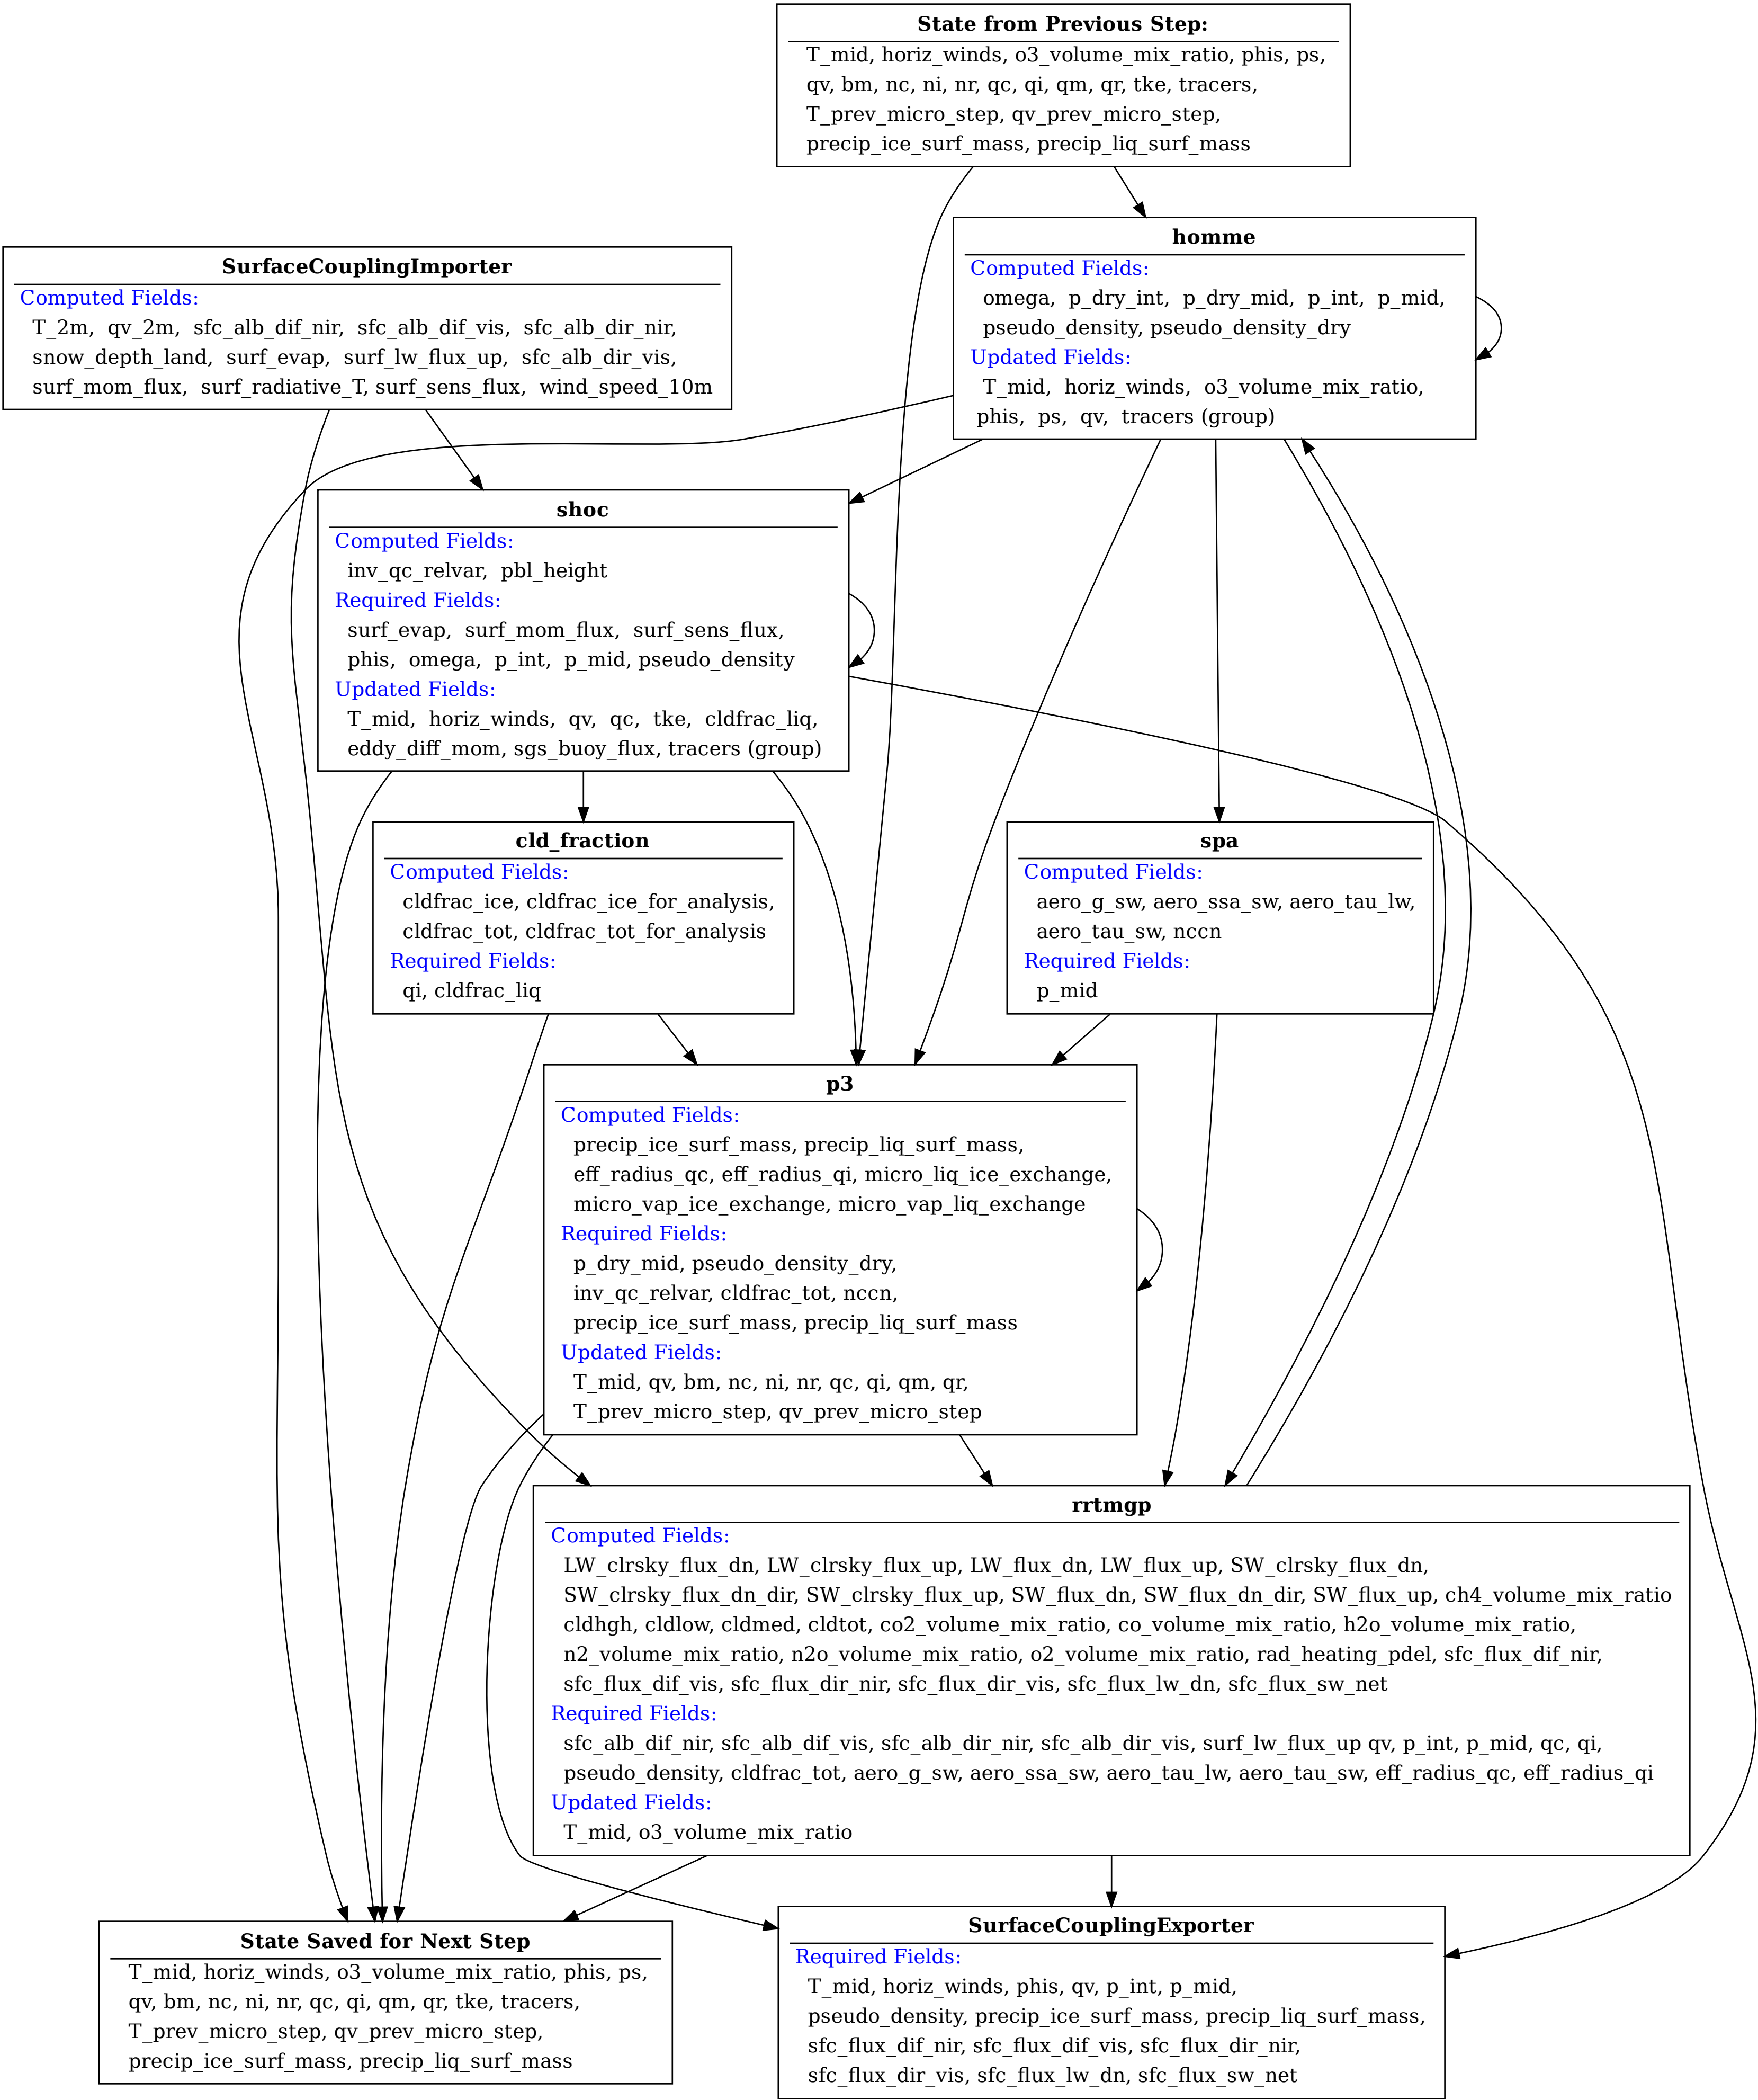 State from Previous Step:
T_mid, horiz_winds, o3_volume_mix_ratio, phis, ps,
qv, bm, nc, ni, nr, qc, qi, qm, qr, tke, tracers,
T_prev_micro_step, qv_prev_micro_step,
precip_ice_surf_mass, precip_liq_surf_mass
homme
Computed Fields:
omega, p_dry_int, p_dry_mid, p_int, p_mid,
pseudo_density, pseudo_density_dry
Updated Fields:
T_mid, horiz_winds, o3_volume_mix_ratio,
phis, ps, qv, tracers (group)
SurfaceCouplingImporter
Computed Fields:
T_2m, qv_2m, sfc_alb_dif_nir, sfc_alb_dif_vis, sfc_alb_dir_nir,
snow_depth_land, surf_evap, surf_lw_flux_up, sfc_alb_dir_vis,
surf_mom_flux, surf_radiative_T, surf_sens_flux, wind_speed_10m
shoc
Computed Fields:
inv_qc_relvar, pbl_height
Required Fields:
surf_evap, surf_mom_flux, surf_sens_flux,
phis, omega, p_int, p_mid, pseudo_density
Updated Fields:
T_mid, horiz_winds, qv, qc, tke, cldfrac_liq,
eddy_diff_mom, sgs_buoy_flux, tracers (group)
cld_fraction
Computed Fields:
cldfrac_ice, cldfrac_ice_for_analysis,
cldfrac_tot, cldfrac_tot_for_analysis
Required Fields:
qi, cldfrac_liq
spa
Computed Fields:
aero_g_sw, aero_ssa_sw, aero_tau_lw,
aero_tau_sw, nccn
Required Fields:
p_mid
p3
Computed Fields:
precip_ice_surf_mass, precip_liq_surf_mass,
eff_radius_qc, eff_radius_qi, micro_liq_ice_exchange,
micro_vap_ice_exchange, micro_vap_liq_exchange
Required Fields:
p_dry_mid, pseudo_density_dry,
inv_qc_relvar, cldfrac_tot, nccn,
precip_ice_surf_mass, precip_liq_surf_mass
Updated Fields:
T_mid, qv, bm, nc, ni, nr, qc, qi, qm, qr,
T_prev_micro_step, qv_prev_micro_step
rrtmgp
Computed Fields:
LW_clrsky_flux_dn, LW_clrsky_flux_up, LW_flux_dn, LW_flux_up, SW_clrsky_flux_dn,
SW_clrsky_flux_dn_dir, SW_clrsky_flux_up, SW_flux_dn, SW_flux_dn_dir, SW_flux_up, ch4_volume_mix_ratio
cldhgh, cldlow, cldmed, cldtot, co2_volume_mix_ratio, co_volume_mix_ratio, h2o_volume_mix_ratio,
n2_volume_mix_ratio, n2o_volume_mix_ratio, o2_volume_mix_ratio, rad_heating_pdel, sfc_flux_dif_nir,
sfc_flux_dif_vis, sfc_flux_dir_nir, sfc_flux_dir_vis, sfc_flux_lw_dn, sfc_flux_sw_net
Required Fields:
sfc_alb_dif_nir, sfc_alb_dif_vis, sfc_alb_dir_nir, sfc_alb_dir_vis, surf_lw_flux_up qv, p_int, p_mid, qc, qi,
pseudo_density, cldfrac_tot, aero_g_sw, aero_ssa_sw, aero_tau_lw, aero_tau_sw, eff_radius_qc, eff_radius_qi
Updated Fields:
T_mid, o3_volume_mix_ratio
State Saved for Next Step
T_mid, horiz_winds, o3_volume_mix_ratio, phis, ps,
qv, bm, nc, ni, nr, qc, qi, qm, qr, tke, tracers,
T_prev_micro_step, qv_prev_micro_step,
precip_ice_surf_mass, precip_liq_surf_mass
SurfaceCouplingExporter
Required Fields:
T_mid, horiz_winds, phis, qv, p_int, p_mid,
pseudo_density, precip_ice_surf_mass, precip_liq_surf_mass,
sfc_flux_dif_nir, sfc_flux_dif_vis, sfc_flux_dir_nir,
sfc_flux_dir_vis, sfc_flux_lw_dn, sfc_flux_sw_net